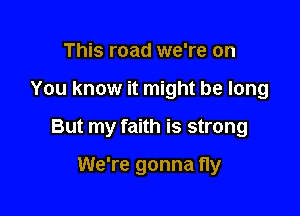 This road we're on
You know it might be long
But my faith is strong
We're gonna fly